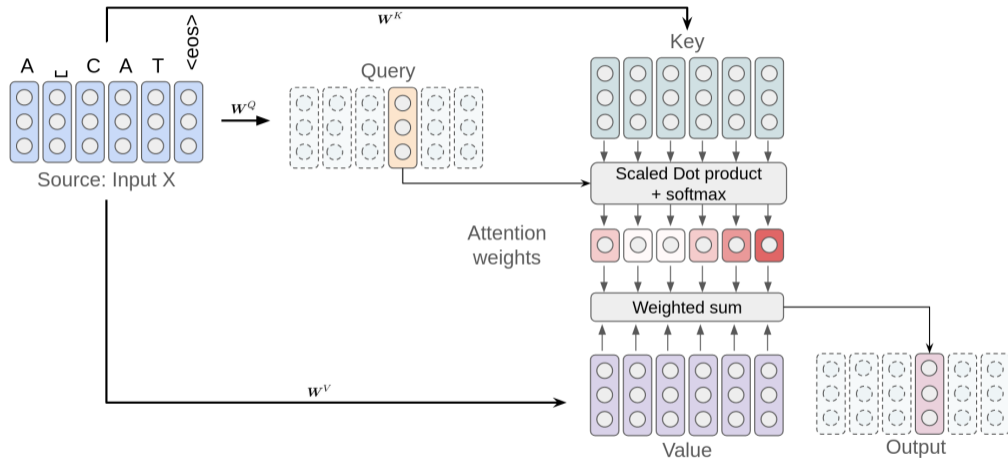 W^K
A ␣ C A T <eos>
Key
Query
W^Q
Source: Input X
Scaled Dot product
+ softmax
Attention
weights
Weighted sum
W^V
Value
Output